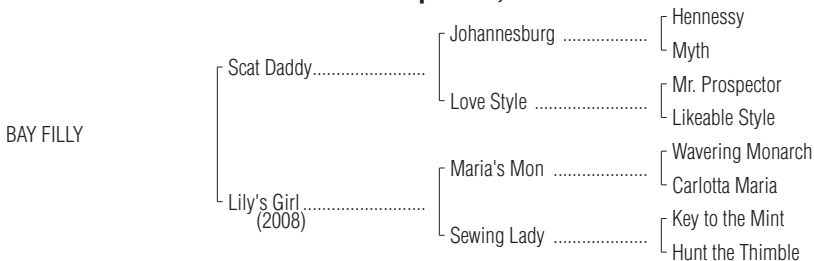 Hennessy
Johannesburg ...................
Myth
Scat Daddy.........................
Mr. Prospector
Love Style .........................
Likeable Style
BAY FILLY
Wavering Monarch
Maria's Mon .....................
Carlotta Maria
Lily's Girl...........................
(2008)
Key to the Mint
Sewing Lady .....................
Hunt the Thimble